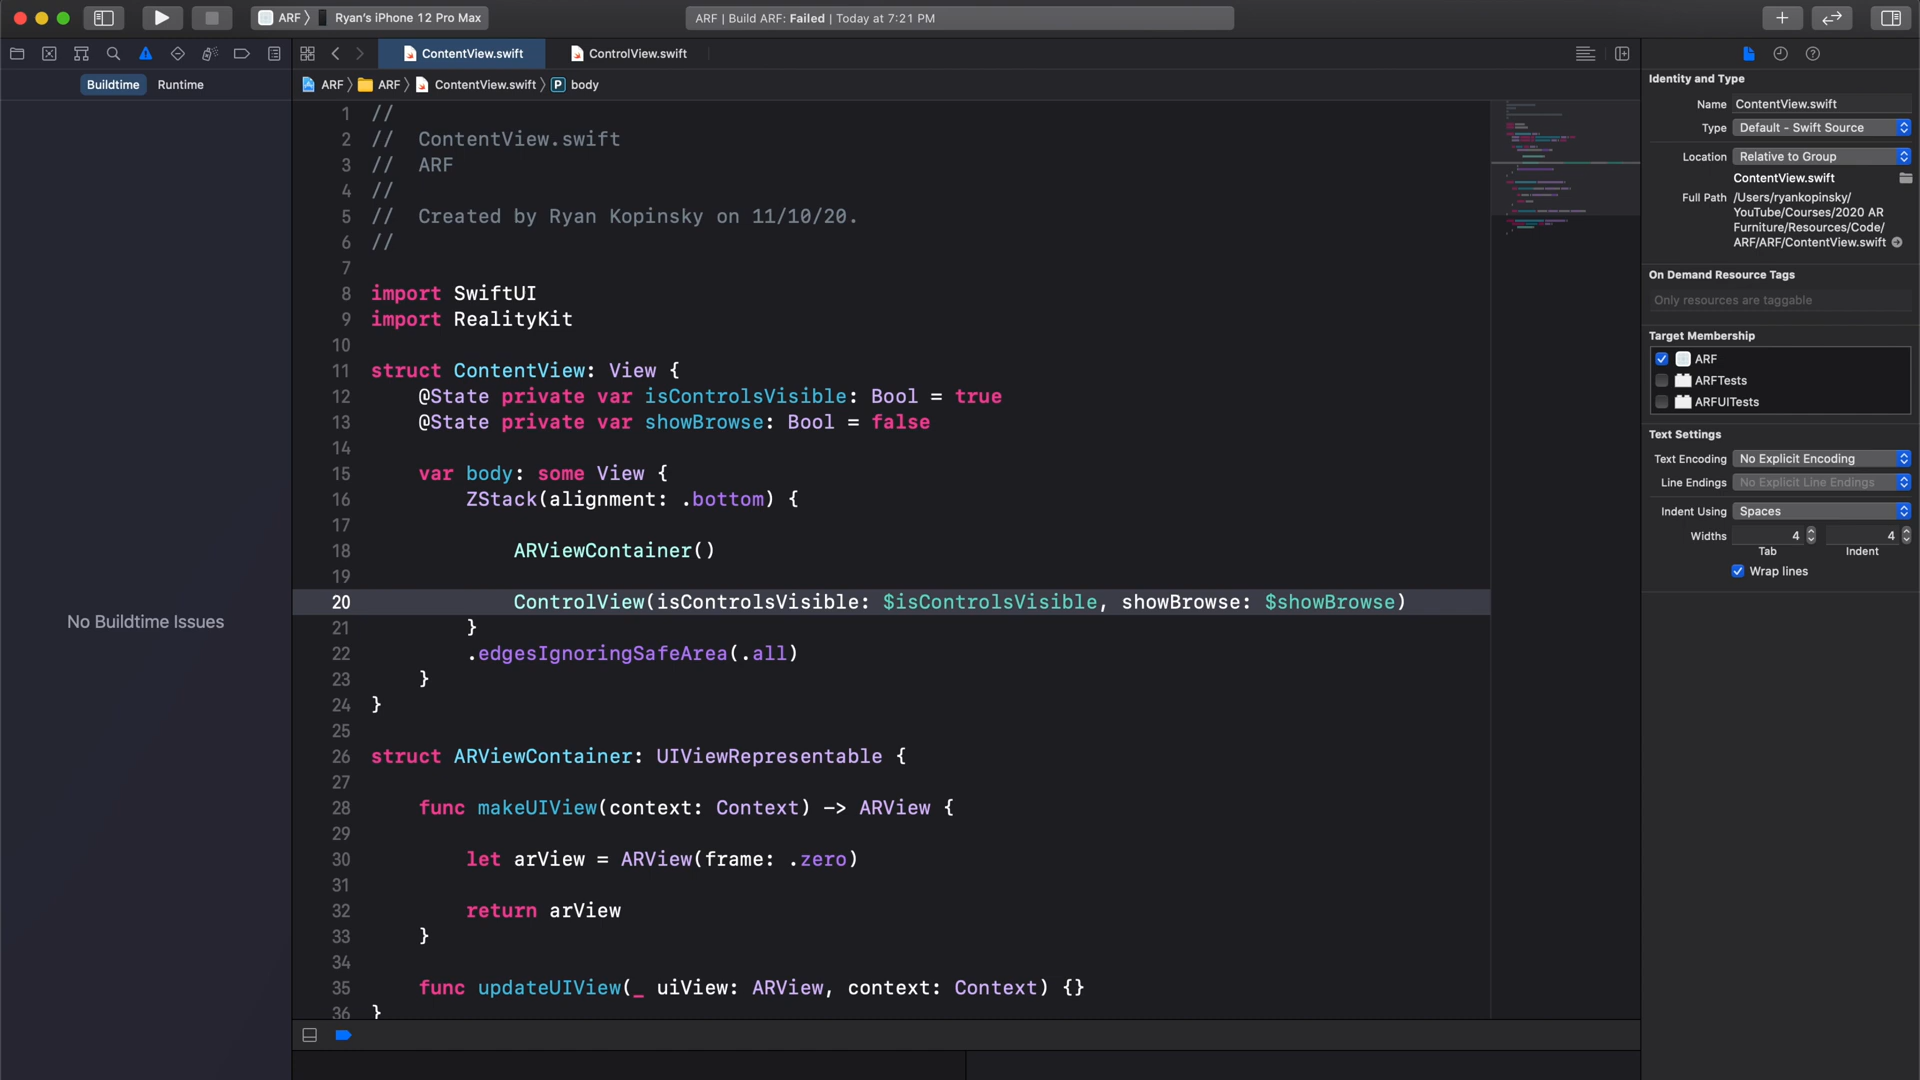 ARF
Ryan's iPhone 12 Pro Max
ARF | Build ARF: Failed | Today at 7:21 PM
ContentView.swift
ControlView.swift
Buildtime
Runtime
ARF
ARF
ContentView.swift
P
body
No Buildtime Issues
1 //
2 //  ContentView.swift
3 //  ARF
4 //
5 //  Created by Ryan Kopinsky on 11/10/20.
6 //
7
8 import SwiftUI
9 import RealityKit
10
11 struct ContentView: View {
12     @State private var isControlsVisible: Bool = true
13     @State private var showBrowse: Bool = false
14
15     var body: some View {
16         ZStack(alignment: .bottom) {
17
18             ARViewContainer()
19
20             ControlView(isControlsVisible: $isControlsVisible, showBrowse: $showBrowse)
21         }
22         .edgesIgnoringSafeArea(.all)
23     }
24 }
25
26 struct ARViewContainer: UIViewRepresentable {
27
28     func makeUIView(context: Context) -> ARView {
29
30         let arView = ARView(frame: .zero)
31
32         return arView
33     }
34
35     func updateUIView(_ uiView: ARView, context: Context) {}
36 }
Identity and Type
Name ContentView.swift
Type Default - Swift Source
Location Relative to Group
ContentView.swift
Full Path /Users/ryankopinsky/
YouTube/Courses/2020 AR
Furniture/Resources/Code/
ARF/ARF/ContentView.swift
On Demand Resource Tags
Only resources are taggable
Target Membership
ARF
ARFTests
ARFUITests
Text Settings
Text Encoding No Explicit Encoding
Line Endings No Explicit Line Endings
Indent Using Spaces
Widths 4 4
Tab Indent
Wrap lines